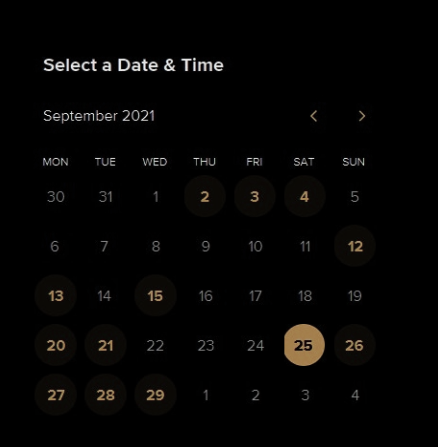 Select a Date & Time
September 2021
MON TUE WED THU FRI SAT SUN
30 31 1 2 3 4 5
6 7 8 9 10 11 12
13 14 15 16 17 18 19
20 21 22 23 24 25 26
27 28 29 1 2 3 4